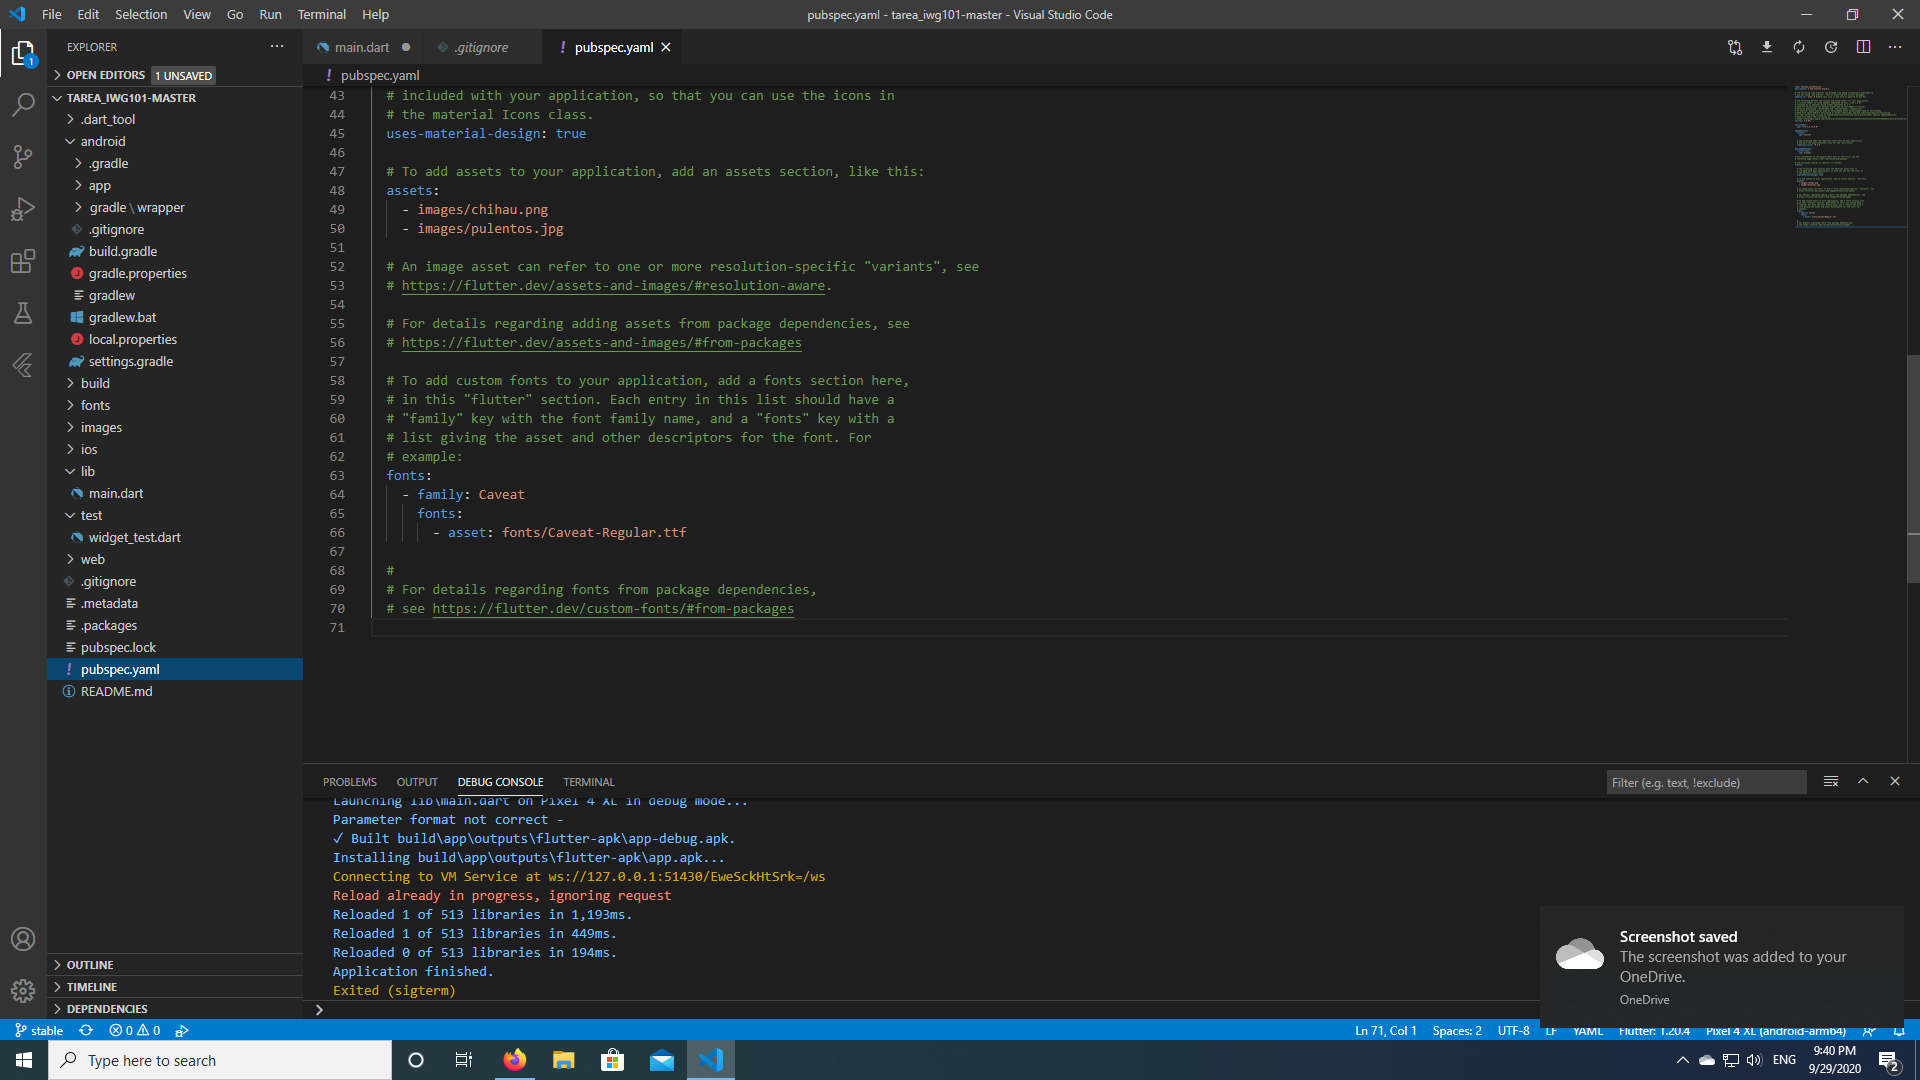 File Edit Selection View Go Run Terminal Help
pubspec.yaml - tarea_iwg101-master - Visual Studio Code
EXPLORER
main.dart
.gitignore
! pubspec.yaml
1
OPEN EDITORS 1 UNSAVED
! pubspec.yaml
TAREA_IWG101-MASTER
.dart_tool
android
.gradle
app
gradle \ wrapper
.gitignore
build.gradle
gradle.properties
gradlew
gradlew.bat
local.properties
settings.gradle
build
fonts
images
ios
lib
main.dart
test
widget_test.dart
web
.gitignore
.metadata
.packages
pubspec.lock
! pubspec.yaml
README.md
OUTLINE
TIMELINE
DEPENDENCIES
43 # included with your application, so that you can use the icons in
44 # the material Icons class.
45 uses-material-design: true
46
47 # To add assets to your application, add an assets section, like this:
48 assets:
49 - images/chihau.png
50 - images/pulentos.jpg
51
52 # An image asset can refer to one or more resolution-specific "variants", see
53 # https://flutter.dev/assets-and-images/#resolution-aware.
54
55 # For details regarding adding assets from package dependencies, see
56 # https://flutter.dev/assets-and-images/#from-packages
57
58 # To add custom fonts to your application, add a fonts section here,
59 # in this "flutter" section. Each entry in this list should have a
60 # "family" key with the font family name, and a "fonts" key with a
61 # list giving the asset and other descriptors for the font. For
62 # example:
63 fonts:
64 - family: Caveat
65 fonts:
66 - asset: fonts/Caveat-Regular.ttf
67
68 #
69 # For details regarding fonts from package dependencies,
70 # see https://flutter.dev/custom-fonts/#from-packages
71
PROBLEMS OUTPUT DEBUG CONSOLE TERMINAL
Filter (e.g. text, !exclude)
Launching lib\main.dart on Pixel 4 XL in debug mode...
Parameter format not correct -
✓ Built build\app\outputs\flutter-apk\app-debug.apk.
Installing build\app\outputs\flutter-apk\app.apk...
Connecting to VM Service at ws://127.0.0.1:51430/EweSckHtSrk=/ws
Reload already in progress, ignoring request
Reloaded 1 of 513 libraries in 1,193ms.
Reloaded 1 of 513 libraries in 449ms.
Reloaded 0 of 513 libraries in 194ms.
Application finished.
Exited (sigterm)
Screenshot saved
The screenshot was added to your
OneDrive.
OneDrive
stable 0 0
Ln 71, Col 1 Spaces: 2 UTF-8 LF YAML Flutter: 1.20.4 Pixel 4 XL (android-arm64)
Type here to search
ENG
9:40 PM
9/29/2020
2